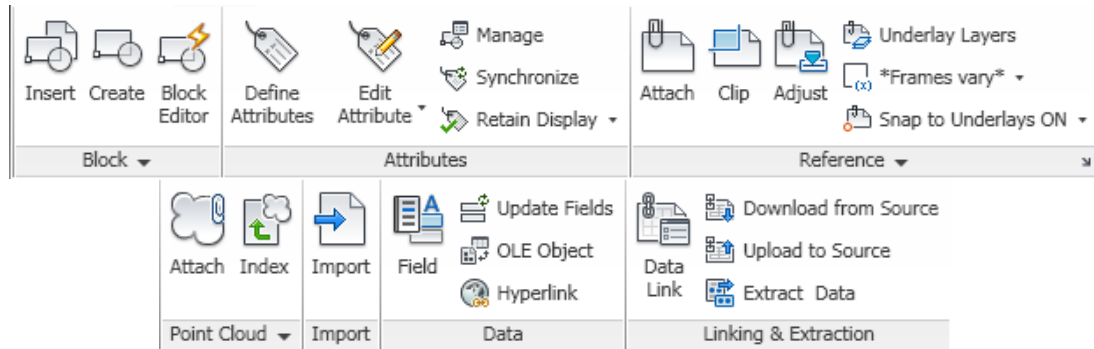 Insert Create Block Editor
Define Attributes
Edit Attribute
Manage
Synchronize
Retain Display
Attach Clip Adjust
Underlay Layers
(x) *Frames vary*
Snap to Underlays ON
Block Attributes Reference
Attach Index Import
A
Field
Update Fields
OLE Object
Hyperlink
Data Link
Download from Source
Upload to Source
Extract Data
Point Cloud Import Data Linking & Extraction